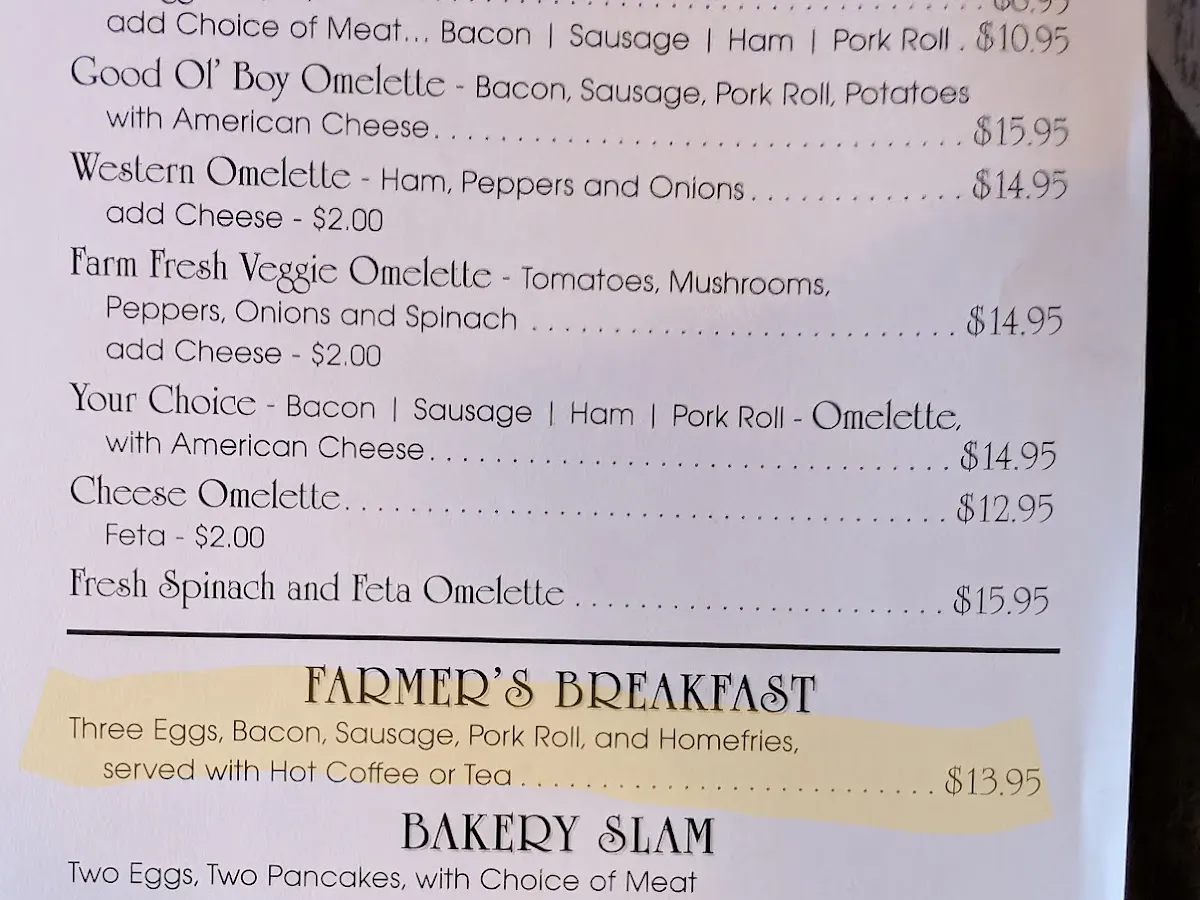 add Choice of Meat... Bacon | Sausage | Ham | Pork Roll . $10.95
Good Ol' Boy Omelette - Bacon, Sausage, Pork Roll, Potatoes
with American Cheese. . . . . . . . . . . . . . . . . . . . . . . . . . . . . . . . . $15.95
Western Omelette - Ham, Peppers and Onions . . . . . . . . . . . . . $14.95
add Cheese - $2.00
Farm Fresh Veggie Omelette - Tomatoes, Mushrooms,
Peppers, Onions and Spinach . . . . . . . . . . . . . . . . . . . . . . . . . . . $14.95
add Cheese - $2.00
Your Choice - Bacon | Sausage | Ham | Pork Roll - Omelette,
with American Cheese. . . . . . . . . . . . . . . . . . . . . . . . . . . . . . . . . $14.95
Cheese Omelette. . . . . . . . . . . . . . . . . . . . . . . . . . . . . . . . . . . . . . $12.95
Feta - $2.00
Fresh Spinach and Feta Omelette . . . . . . . . . . . . . . . . . . . . . . . $15.95
FARMER'S BREAKFAST
Three Eggs, Bacon, Sausage, Pork Roll, and Homefries,
served with Hot Coffee or Tea . . . . . . . . . . . . . . . . . . . . . . . . . . $13.95
BAKERY SLAM
Two Eggs, Two Pancakes, with Choice of Meat